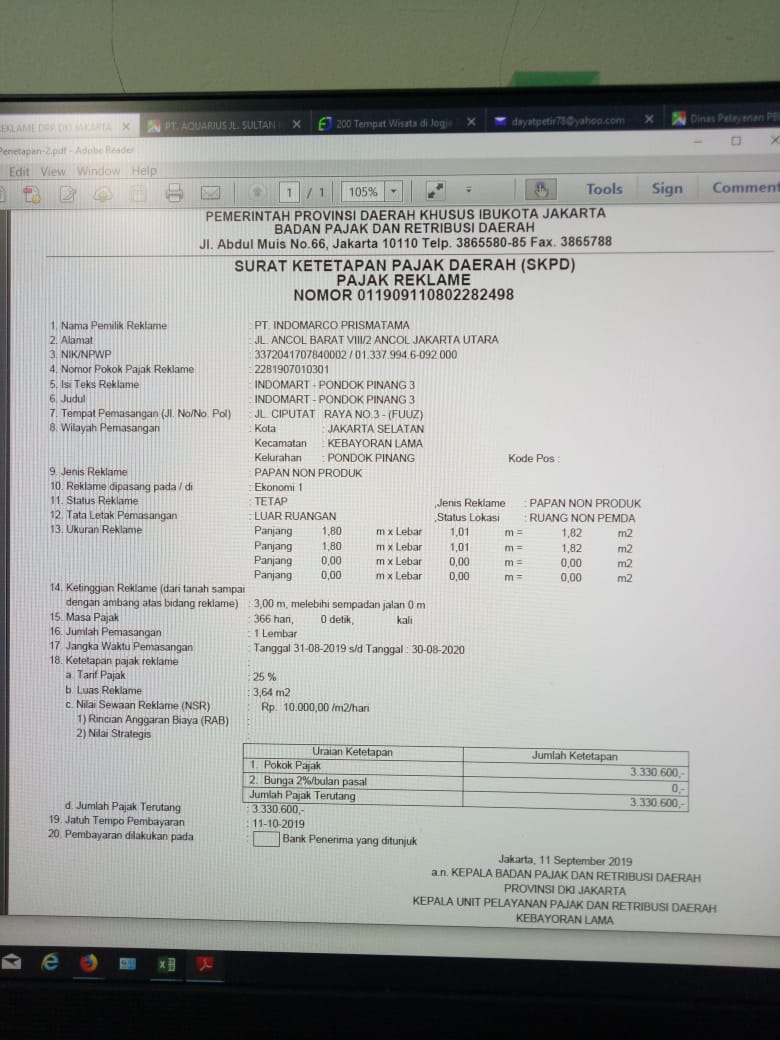 EKLAME DPP DKI JAKARTA
PT. AQUARIUS JL. SULTAN
200 Tempat Wisata di Jogja
dayatpetir78@yahoo.com
Dinas Pelayanan
Penetapan-2.pdf - Adobe Reader
Edit View Window Help
1 / 1 105% Tools Sign Comment
PEMERINTAH PROVINSI DAERAH KHUSUS IBUKOTA JAKARTA
BADAN PAJAK DAN RETRIBUSI DAERAH
Jl. Abdul Muis No.66, Jakarta 10110 Telp. 3865580-85 Fax. 3865788
SURAT KETETAPAN PAJAK DAERAH (SKPD)
PAJAK REKLAME
NOMOR 011909110802282498
1. Nama Pemilik Reklame : PT. INDOMARCO PRISMATAMA
2. Alamat : JL. ANCOL BARAT VIII/2 ANCOL JAKARTA UTARA
3. NIK/NPWP : 3372041707840002 / 01.337.994.6-092.000
4. Nomor Pokok Pajak Reklame : 2281907010301
5. Isi Teks Reklame : INDOMART - PONDOK PINANG 3
6. Judul : INDOMART - PONDOK PINANG 3
7. Tempat Pemasangan (Jl. No/No. Pol) : JL. CIPUTAT RAYA NO.3 - (FUUZ)
8. Wilayah Pemasangan : Kota : JAKARTA SELATAN
Kecamatan : KEBAYORAN LAMA
Kelurahan : PONDOK PINANG Kode Pos :
9. Jenis Reklame : PAPAN NON PRODUK
10. Reklame dipasang pada / di : Ekonomi 1
11. Status Reklame : TETAP ,Jenis Reklame : PAPAN NON PRODUK
12. Tata Letak Pemasangan : LUAR RUANGAN ,Status Lokasi : RUANG NON PEMDA
13. Ukuran Reklame Panjang 1,80 m x Lebar 1,01 m = 1,82 m2
Panjang 1,80 m x Lebar 1,01 m = 1,82 m2
Panjang 0,00 m x Lebar 0,00 m = 0,00 m2
Panjang 0,00 m x Lebar 0,00 m = 0,00 m2
14. Ketinggian Reklame (dari tanah sampai
dengan ambang atas bidang reklame) : 3,00 m, melebihi sempadan jalan 0 m
15. Masa Pajak : 366 hari, 0 detik, kali
16. Jumlah Pemasangan : 1 Lembar
17. Jangka Waktu Pemasangan : Tanggal 31-08-2019 s/d Tanggal : 30-08-2020
18. Ketetapan pajak reklame :
a. Tarif Pajak : 25 %
b. Luas Reklame : 3,64 m2
c. Nilai Sewaan Reklame (NSR) : Rp. 10.000,00 /m2/hari
1) Rincian Anggaran Biaya (RAB) :
2) Nilai Strategis :
Uraian Ketetapan Jumlah Ketetapan
1. Pokok Pajak 3.330.600,-
2. Bunga 2%/bulan pasal 0,-
Jumlah Pajak Terutang 3.330.600,-
d. Jumlah Pajak Terutang : 3.330.600,-
19. Jatuh Tempo Pembayaran : 11-10-2019
20. Pembayaran dilakukan pada : Bank Penerima yang ditunjuk
Jakarta, 11 September 2019
a.n. KEPALA BADAN PAJAK DAN RETRIBUSI DAERAH
PROVINSI DKI JAKARTA
KEPALA UNIT PELAYANAN PAJAK DAN RETRIBUSI DAERAH
KEBAYORAN LAMA